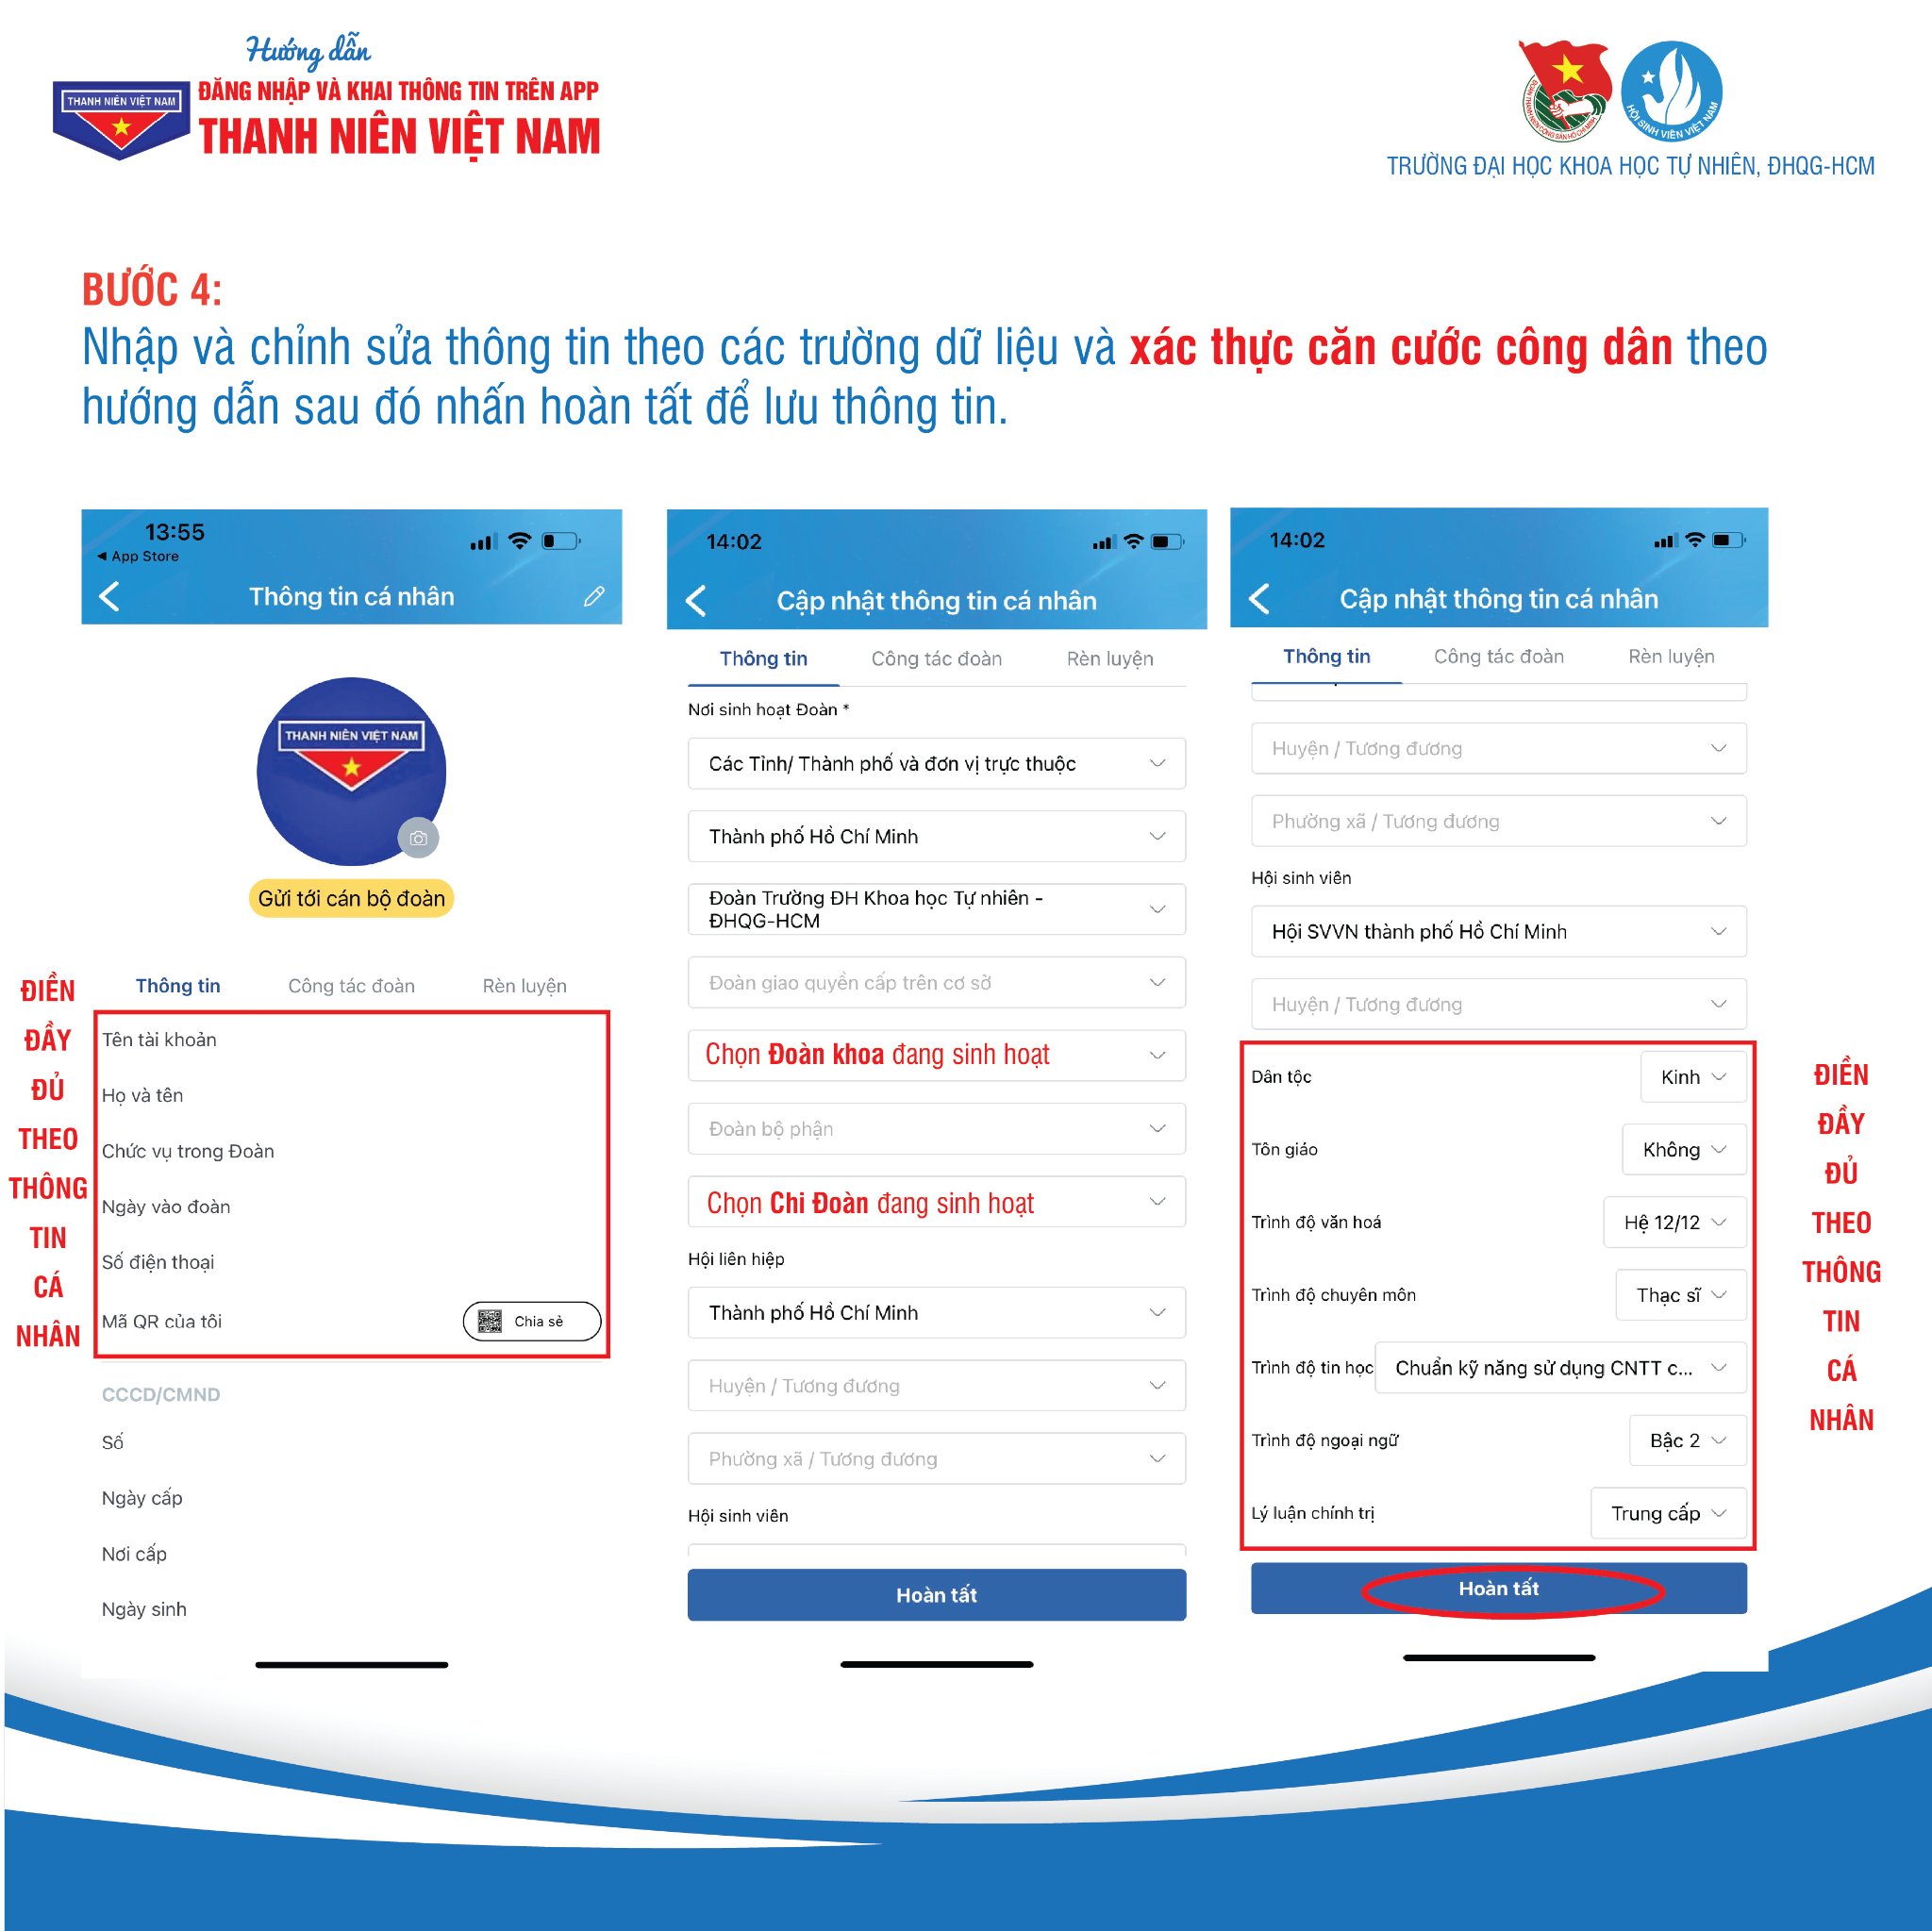 Hướng dẫn
THANH NIÊN VIỆT NAM
ĐĂNG NHẬP VÀ KHAI THÔNG TIN TRÊN APP
THANH NIÊN VIỆT NAM
ĐOÀN THANH NIÊN CỘNG SẢN HỒ CHÍ MINH
HỘI SINH VIÊN VIỆT NAM
TRƯỜNG ĐẠI HỌC KHOA HỌC TỰ NHIÊN, ĐHQG-HCM
BƯỚC 4:
Nhập và chỉnh sửa thông tin theo các trường dữ liệu và xác thực căn cước công dân theo
hướng dẫn sau đó nhấn hoàn tất để lưu thông tin.
13:55
App Store
Thông tin cá nhân
THANH NIÊN VIỆT NAM
Gửi tới cán bộ đoàn
Thông tin Công tác đoàn Rèn luyện
ĐIỀN
ĐẦY
ĐỦ
THEO
THÔNG
TIN
CÁ
NHÂN
Tên tài khoản
Họ và tên
Chức vụ trong Đoàn
Ngày vào đoàn
Số điện thoại
Mã QR của tôi Chia sẻ
CCCD/CMND
Số
Ngày cấp
Nơi cấp
Ngày sinh
14:02
Cập nhật thông tin cá nhân
Thông tin Công tác đoàn Rèn luyện
Nơi sinh hoạt Đoàn *
Các Tỉnh/ Thành phố và đơn vị trực thuộc
Thành phố Hồ Chí Minh
Đoàn Trường ĐH Khoa học Tự nhiên -
ĐHQG-HCM
Đoàn giao quyền cấp trên cơ sở
Chọn Đoàn khoa đang sinh hoạt
Đoàn bộ phận
Chọn Chi Đoàn đang sinh hoạt
Hội liên hiệp
Thành phố Hồ Chí Minh
Huyện / Tương đương
Phường xã / Tương đương
Hội sinh viên
Hoàn tất
14:02
Cập nhật thông tin cá nhân
Thông tin Công tác đoàn Rèn luyện
Huyện / Tương đương
Phường xã / Tương đương
Hội sinh viên
Hội SVVN thành phố Hồ Chí Minh
Huyện / Tương đương
Dân tộc Kinh
Tôn giáo Không
Trình độ văn hoá Hệ 12/12
Trình độ chuyên môn Thạc sĩ
Trình độ tin học Chuẩn kỹ năng sử dụng CNTT c...
Trình độ ngoại ngữ Bậc 2
Lý luận chính trị Trung cấp
Hoàn tất
ĐIỀN
ĐẦY
ĐỦ
THEO
THÔNG
TIN
CÁ
NHÂN